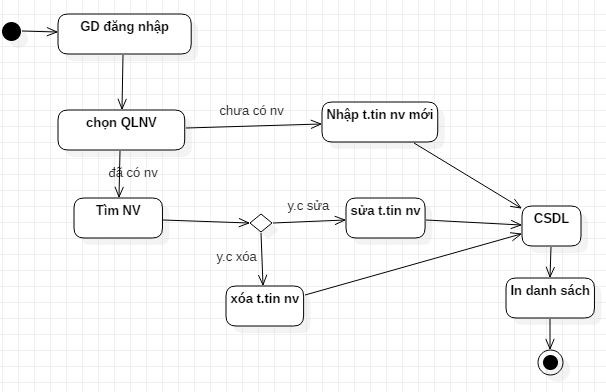 GD đăng nhập
chọn QLNV
chưa có nv
Nhập t.tin nv mới
đã có nv
Tìm NV
y.c sửa
sửa t.tin nv
CSDL
y.c xóa
xóa t.tin nv
In danh sách